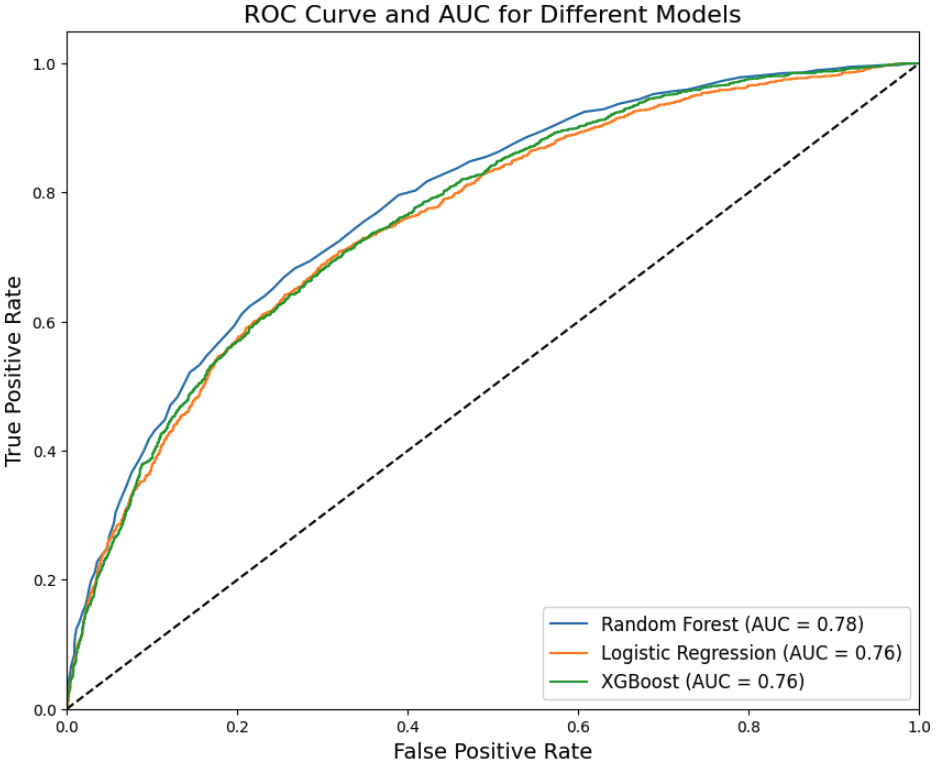 ROC Curve and AUC for Different Models
True Positive Rate
1.0
0.8
0.6
0.4
0.2
0.0
0.0 0.2 0.4 0.6 0.8 1.0
False Positive Rate
Random Forest (AUC = 0.78)
Logistic Regression (AUC = 0.76)
XGBoost (AUC = 0.76)